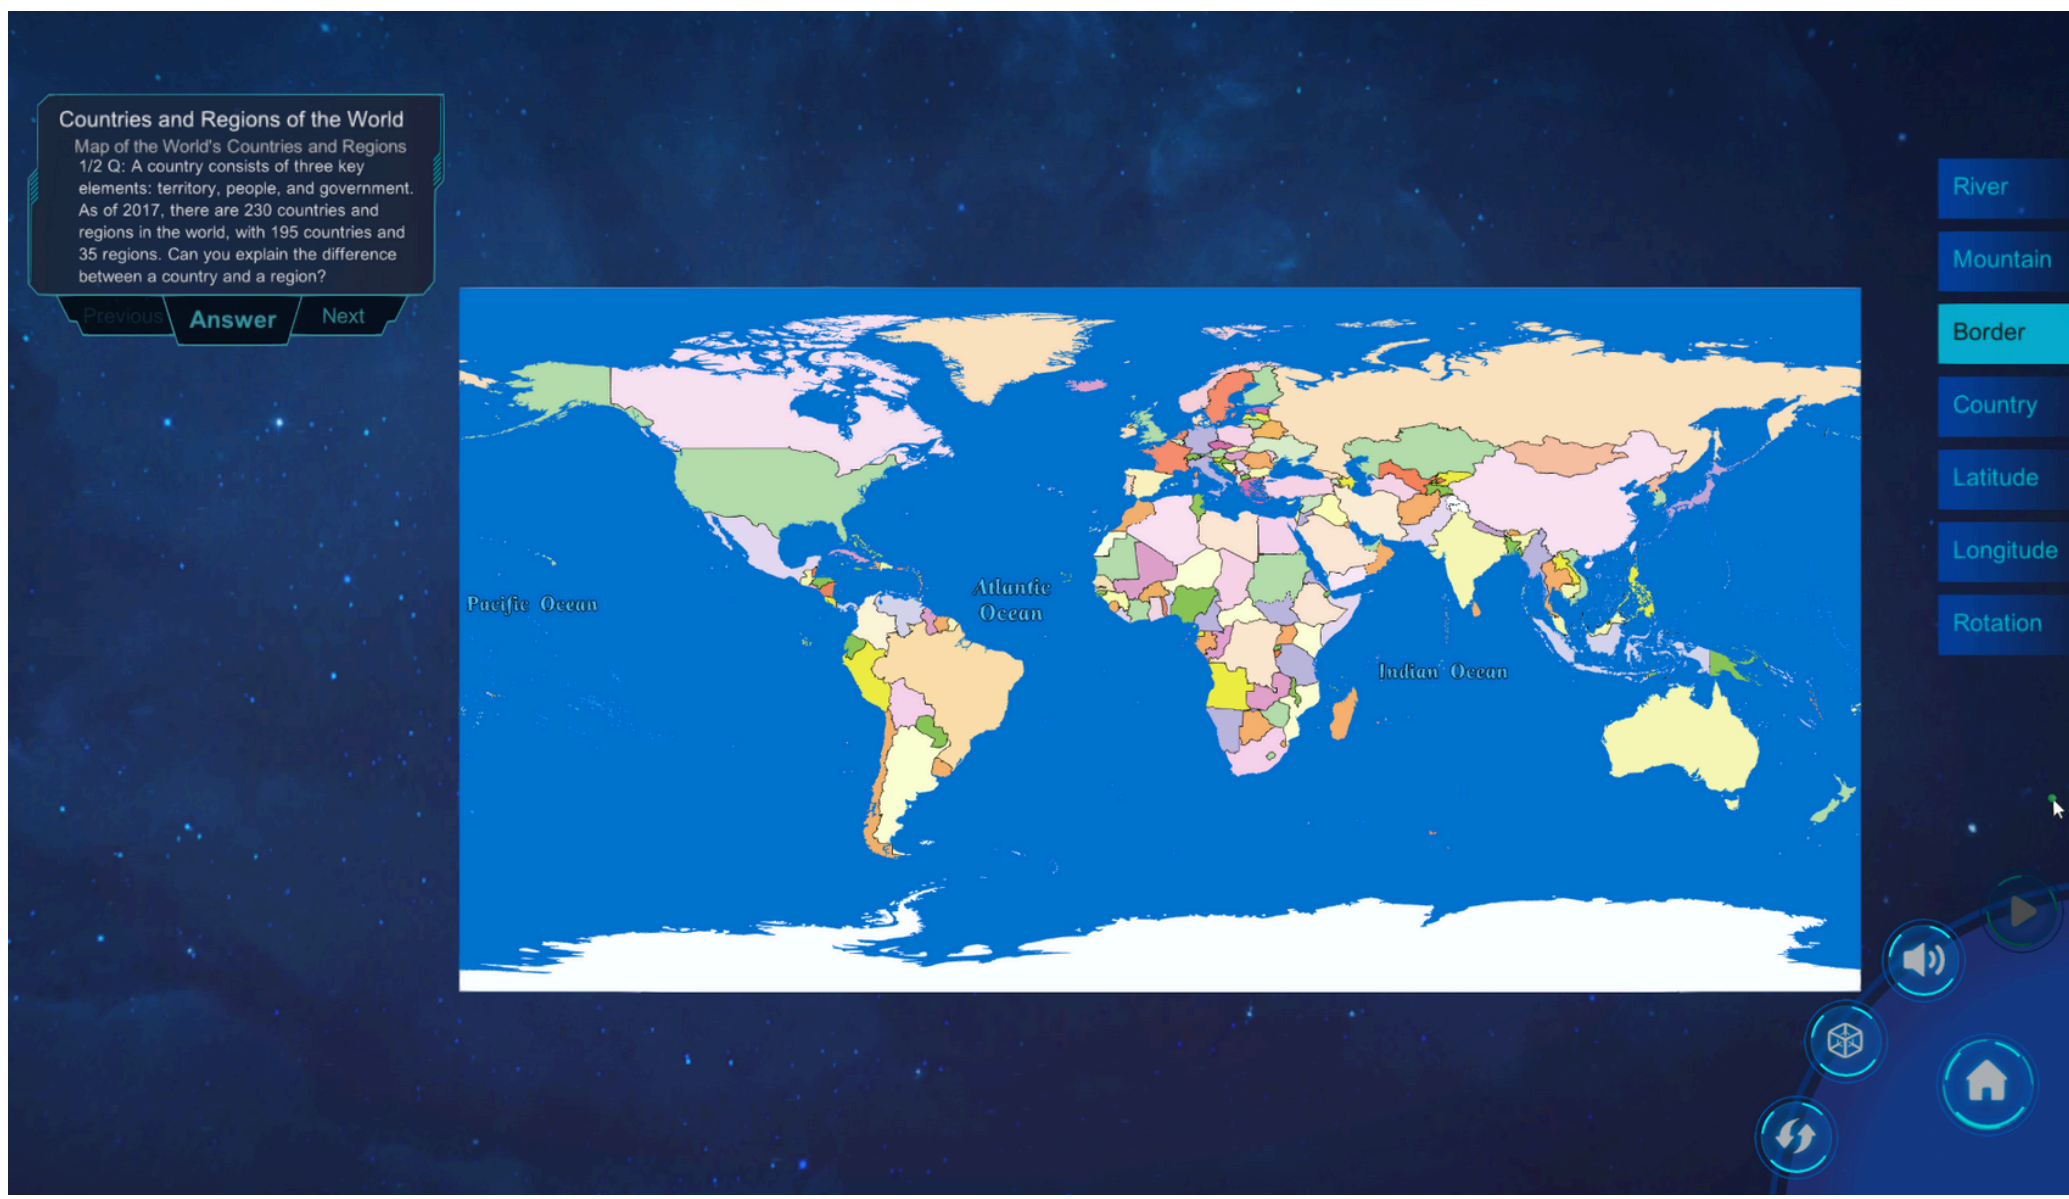 Countries and Regions of the World
Map of the World's Countries and Regions
1/2 Q: A country consists of three key
elements: territory, people, and government.
As of 2017, there are 230 countries and
regions in the world, with 195 countries and
35 regions. Can you explain the difference
between a country and a region?
Previous
Answer
Next
River
Mountain
Border
Country
Latitude
Longitude
Rotation
Pacific Ocean
Atlantic
Ocean
Indian Ocean